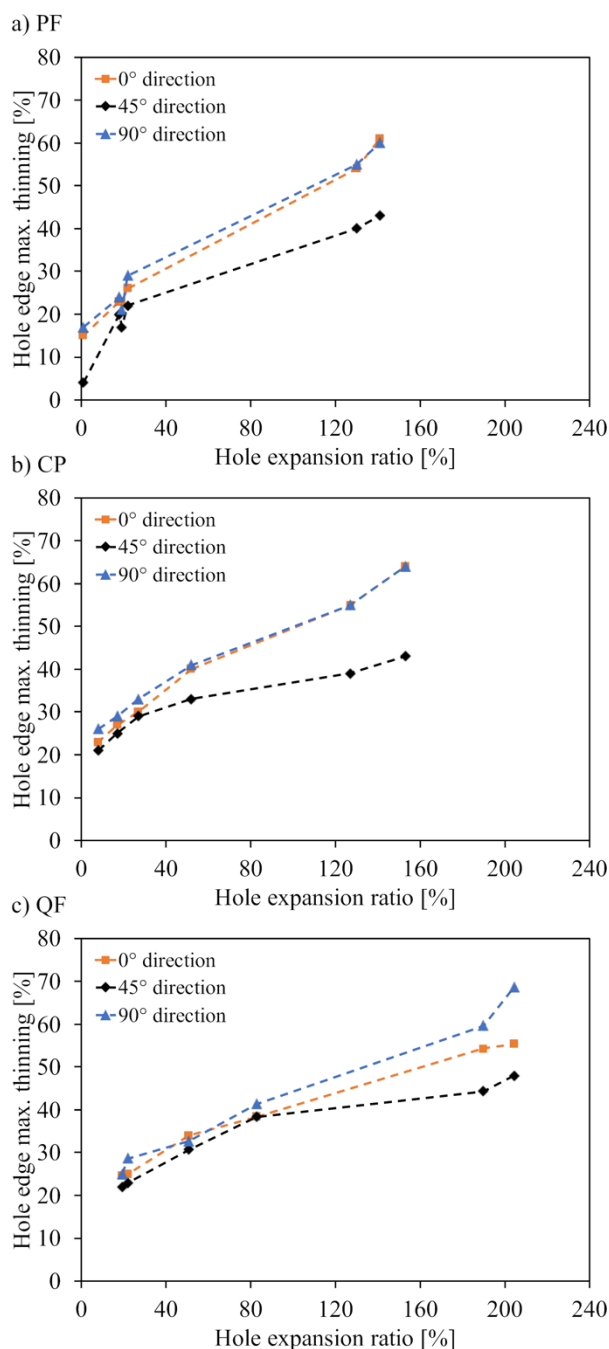 a) PF
80
70
60
50
40
30
20
10
0
Hole edge max. thinning [%]
0° direction
45° direction
90° direction
0 40 80 120 160 200 240
Hole expansion ratio [%]
b) CP
80
70
60
50
40
30
20
10
0
Hole edge max. thinning [%]
0° direction
45° direction
90° direction
0 40 80 120 160 200 240
Hole expansion ratio [%]
c) QF
80
70
60
50
40
30
20
10
0
Hole edge max. thinning [%]
0° direction
45° direction
90° direction
0 40 80 120 160 200 240
Hole expansion ratio [%]